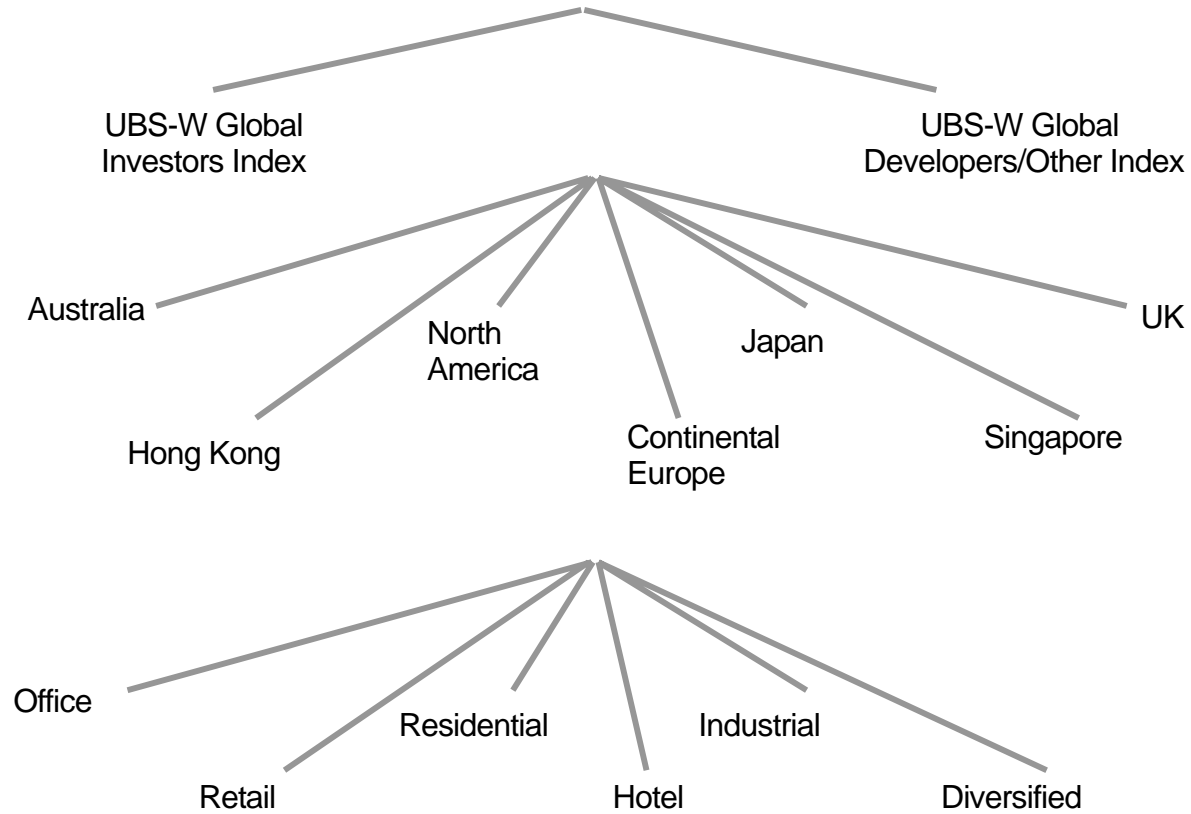 UBS-W Global
Investors Index
UBS-W Global
Developers/Other Index
Australia
North
America
Japan
UK
Hong Kong
Continental
Europe
Singapore
Office
Residential
Industrial
Retail
Hotel
Diversified